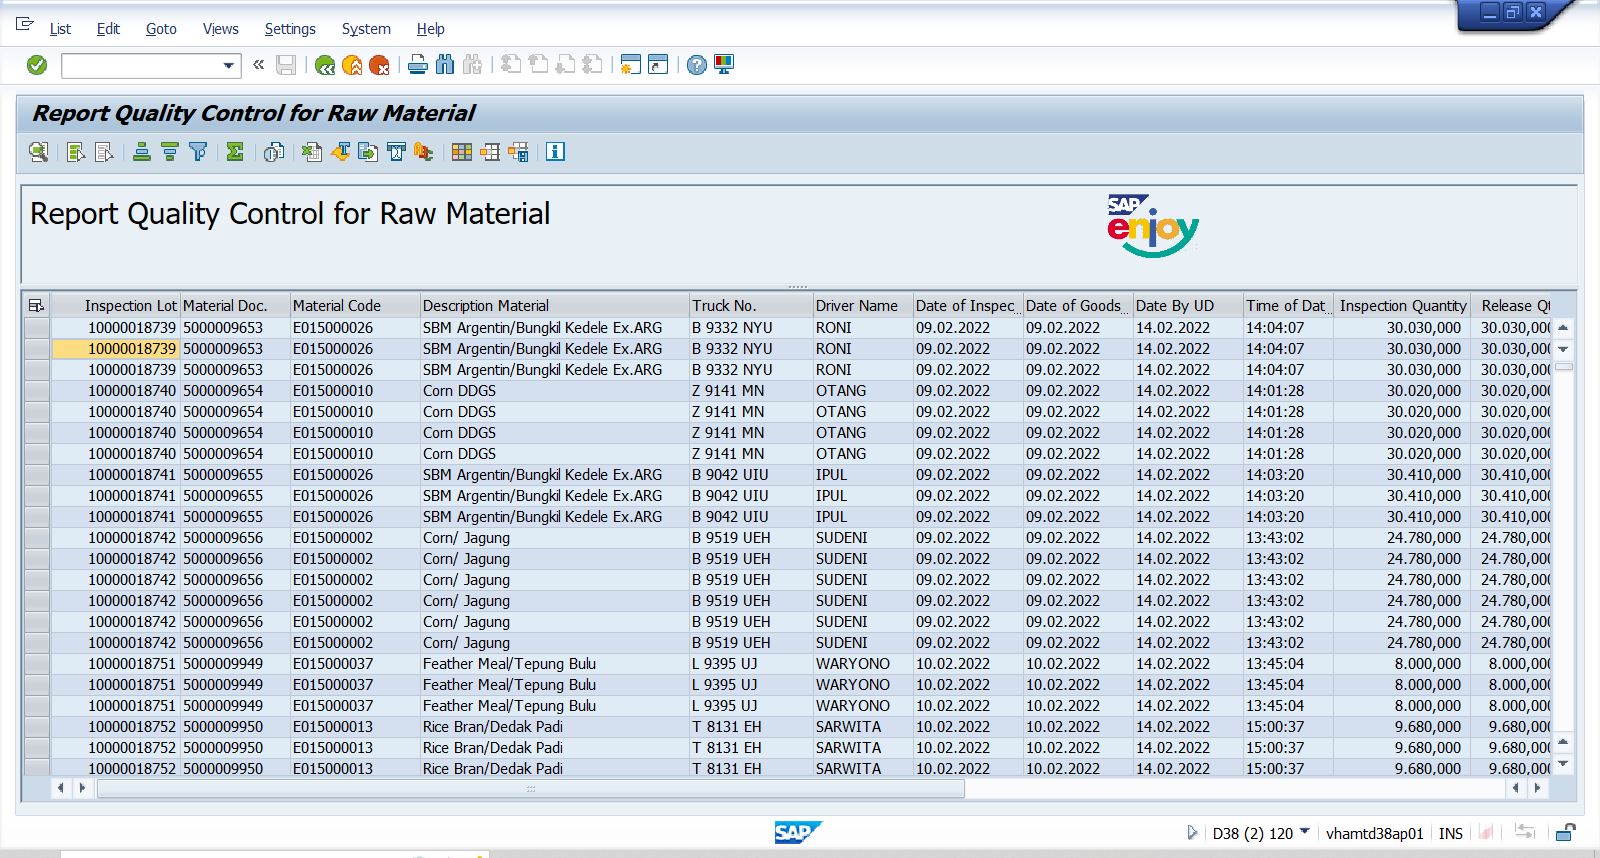 List Edit Goto Views Settings System Help
Report Quality Control for Raw Material
Report Quality Control for Raw Material
SAP
enjoy
Inspection Lot Material Doc. Material Code Description Material Truck No. Driver Name Date of Inspec... Date of Goods... Date By UD Time of Dat... Inspection Quantity Release Qt
10000018739 5000009653 E015000026 SBM Argentin/Bungkil Kedele Ex.ARG B 9332 NYU RONI 09.02.2022 09.02.2022 14.02.2022 14:04:07 30.030,000 30.030,000
10000018739 5000009653 E015000026 SBM Argentin/Bungkil Kedele Ex.ARG B 9332 NYU RONI 09.02.2022 09.02.2022 14.02.2022 14:04:07 30.030,000 30.030,000
10000018739 5000009653 E015000026 SBM Argentin/Bungkil Kedele Ex.ARG B 9332 NYU RONI 09.02.2022 09.02.2022 14.02.2022 14:04:07 30.030,000 30.030,000
10000018740 5000009654 E015000010 Corn DDGS Z 9141 MN OTANG 09.02.2022 09.02.2022 14.02.2022 14:01:28 30.020,000 30.020,000
10000018740 5000009654 E015000010 Corn DDGS Z 9141 MN OTANG 09.02.2022 09.02.2022 14.02.2022 14:01:28 30.020,000 30.020,000
10000018740 5000009654 E015000010 Corn DDGS Z 9141 MN OTANG 09.02.2022 09.02.2022 14.02.2022 14:01:28 30.020,000 30.020,000
10000018740 5000009654 E015000010 Corn DDGS Z 9141 MN OTANG 09.02.2022 09.02.2022 14.02.2022 14:01:28 30.020,000 30.020,000
10000018741 5000009655 E015000026 SBM Argentin/Bungkil Kedele Ex.ARG B 9042 UIU IPUL 09.02.2022 09.02.2022 14.02.2022 14:03:20 30.410,000 30.410,000
10000018741 5000009655 E015000026 SBM Argentin/Bungkil Kedele Ex.ARG B 9042 UIU IPUL 09.02.2022 09.02.2022 14.02.2022 14:03:20 30.410,000 30.410,000
10000018741 5000009655 E015000026 SBM Argentin/Bungkil Kedele Ex.ARG B 9042 UIU IPUL 09.02.2022 09.02.2022 14.02.2022 14:03:20 30.410,000 30.410,000
10000018742 5000009656 E015000002 Corn/ Jagung B 9519 UEH SUDENI 09.02.2022 09.02.2022 14.02.2022 13:43:02 24.780,000 24.780,000
10000018742 5000009656 E015000002 Corn/ Jagung B 9519 UEH SUDENI 09.02.2022 09.02.2022 14.02.2022 13:43:02 24.780,000 24.780,000
10000018742 5000009656 E015000002 Corn/ Jagung B 9519 UEH SUDENI 09.02.2022 09.02.2022 14.02.2022 13:43:02 24.780,000 24.780,000
10000018742 5000009656 E015000002 Corn/ Jagung B 9519 UEH SUDENI 09.02.2022 09.02.2022 14.02.2022 13:43:02 24.780,000 24.780,000
10000018742 5000009656 E015000002 Corn/ Jagung B 9519 UEH SUDENI 09.02.2022 09.02.2022 14.02.2022 13:43:02 24.780,000 24.780,000
10000018742 5000009656 E015000002 Corn/ Jagung B 9519 UEH SUDENI 09.02.2022 09.02.2022 14.02.2022 13:43:02 24.780,000 24.780,000
10000018751 5000009949 E015000037 Feather Meal/Tepung Bulu L 9395 UJ WARYONO 10.02.2022 10.02.2022 14.02.2022 13:45:04 8.000,000 8.000,000
10000018751 5000009949 E015000037 Feather Meal/Tepung Bulu L 9395 UJ WARYONO 10.02.2022 10.02.2022 14.02.2022 13:45:04 8.000,000 8.000,000
10000018751 5000009949 E015000037 Feather Meal/Tepung Bulu L 9395 UJ WARYONO 10.02.2022 10.02.2022 14.02.2022 13:45:04 8.000,000 8.000,000
10000018752 5000009950 E015000013 Rice Bran/Dedak Padi T 8131 EH SARWITA 10.02.2022 10.02.2022 14.02.2022 15:00:37 9.680,000 9.680,000
10000018752 5000009950 E015000013 Rice Bran/Dedak Padi T 8131 EH SARWITA 10.02.2022 10.02.2022 14.02.2022 15:00:37 9.680,000 9.680,000
10000018752 5000009950 E015000013 Rice Bran/Dedak Padi T 8131 EH SARWITA 10.02.2022 10.02.2022 14.02.2022 15:00:37 9.680,000 9.680,000
SAP D38 (2) 120 vhamtd38ap01 INS